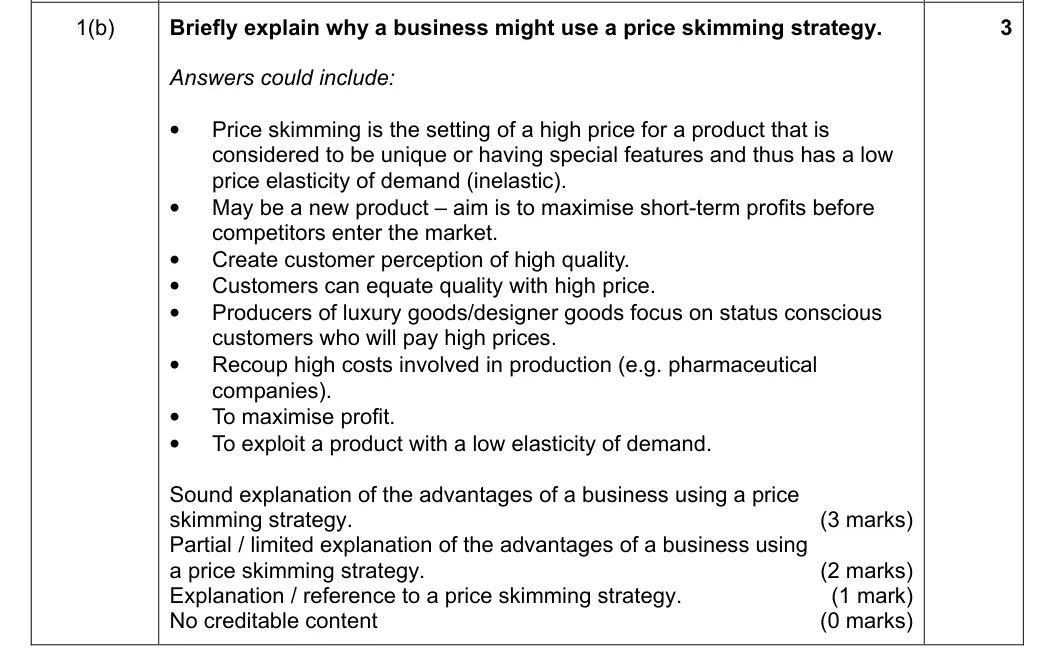 1(b) Briefly explain why a business might use a price skimming strategy. 3
Answers could include:
• Price skimming is the setting of a high price for a product that is
considered to be unique or having special features and thus has a low
price elasticity of demand (inelastic).
• May be a new product – aim is to maximise short-term profits before
competitors enter the market.
• Create customer perception of high quality.
• Customers can equate quality with high price.
• Producers of luxury goods/designer goods focus on status conscious
customers who will pay high prices.
• Recoup high costs involved in production (e.g. pharmaceutical
companies).
• To maximise profit.
• To exploit a product with a low elasticity of demand.
Sound explanation of the advantages of a business using a price
skimming strategy. (3 marks)
Partial / limited explanation of the advantages of a business using
a price skimming strategy. (2 marks)
Explanation / reference to a price skimming strategy. (1 mark)
No creditable content (0 marks)